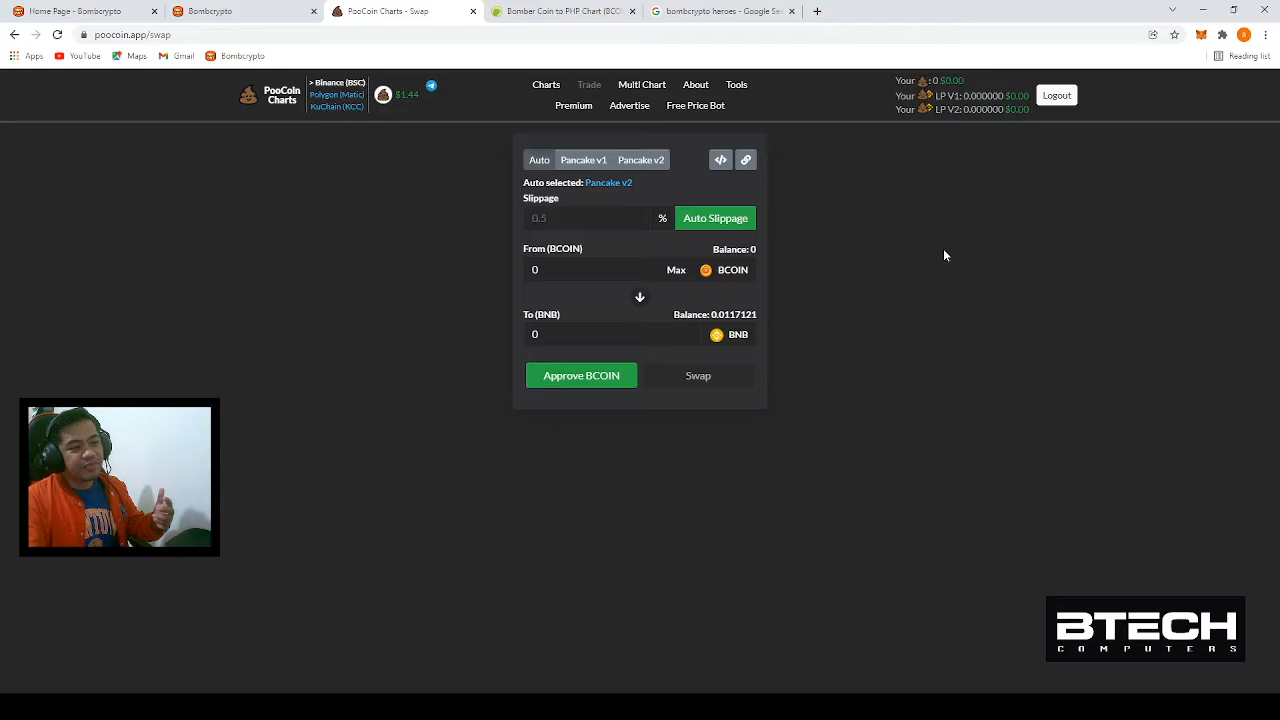 Home Page - Bombcrypto
Bombcrypto
PooCoin Charts - Swap
Bomber Coin to PHP Chart (BCOI
bombcrypto heroes - Google Sea
poocoin.app/swap
Apps
YouTube
Maps
Gmail
Bombcrypto
Reading list
PooCoin
Charts
> Binance (BSC)
Polygon (Matic)
KuChain (KCC)
$1.44
Charts
Trade
Multi Chart
About
Tools
Premium
Advertise
Free Price Bot
Your : 0 $0.00
Your LP V1: 0.000000 $0.00
Your LP V2: 0.000000 $0.00
Logout
Auto
Pancake v1
Pancake v2
Auto selected: Pancake v2
Slippage
0.5
%
Auto Slippage
From (BCOIN)
Balance: 0
0
Max
BCOIN
To (BNB)
Balance: 0.0117121
0
BNB
Approve BCOIN
Swap
BTECH
COMPUTERS